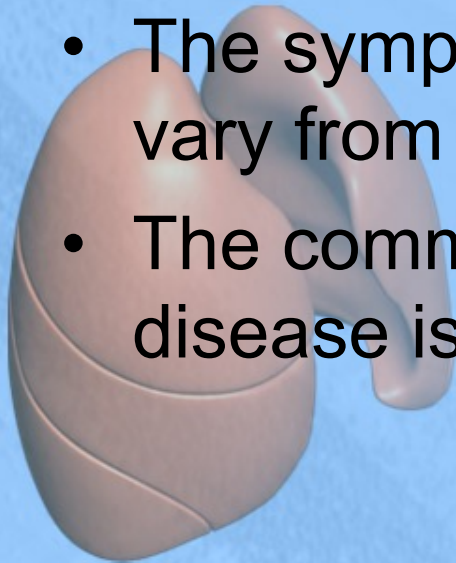 • The symp
vary from
• The comm
disease is